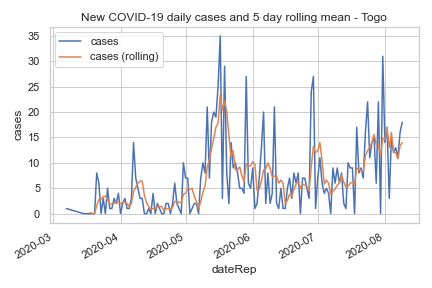 New COVID-19 daily cases and 5 day rolling mean - Togo
cases
cases (rolling)
35
30
25
20
15
10
5
0
cases
2020-03
2020-04
2020-05
2020-06
2020-07
2020-08
dateRep